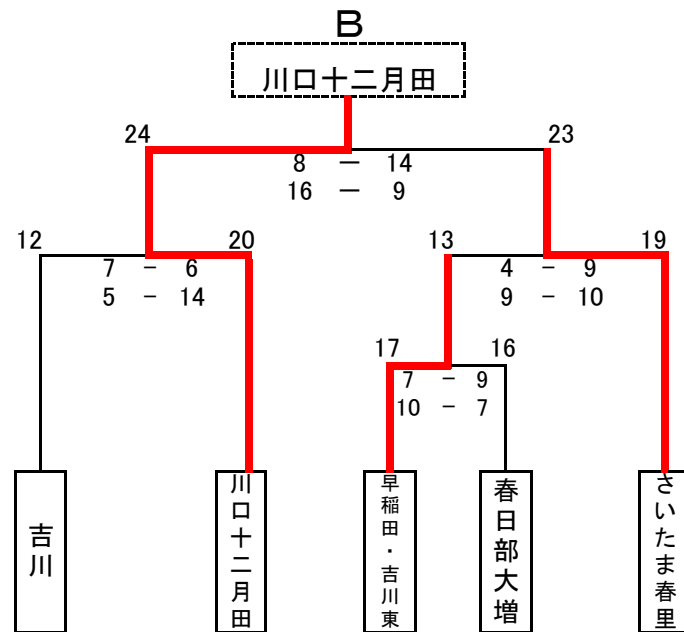 B
川口十二月田
24 23
8 — 14
16 — 9
12 20 13 19
7 - 6 4 - 9
5 - 14 9 - 10
17 16
7 - 9
10 - 7
吉川
川口十二月田
早稲田・吉川東
春日部大増
さいたま春里